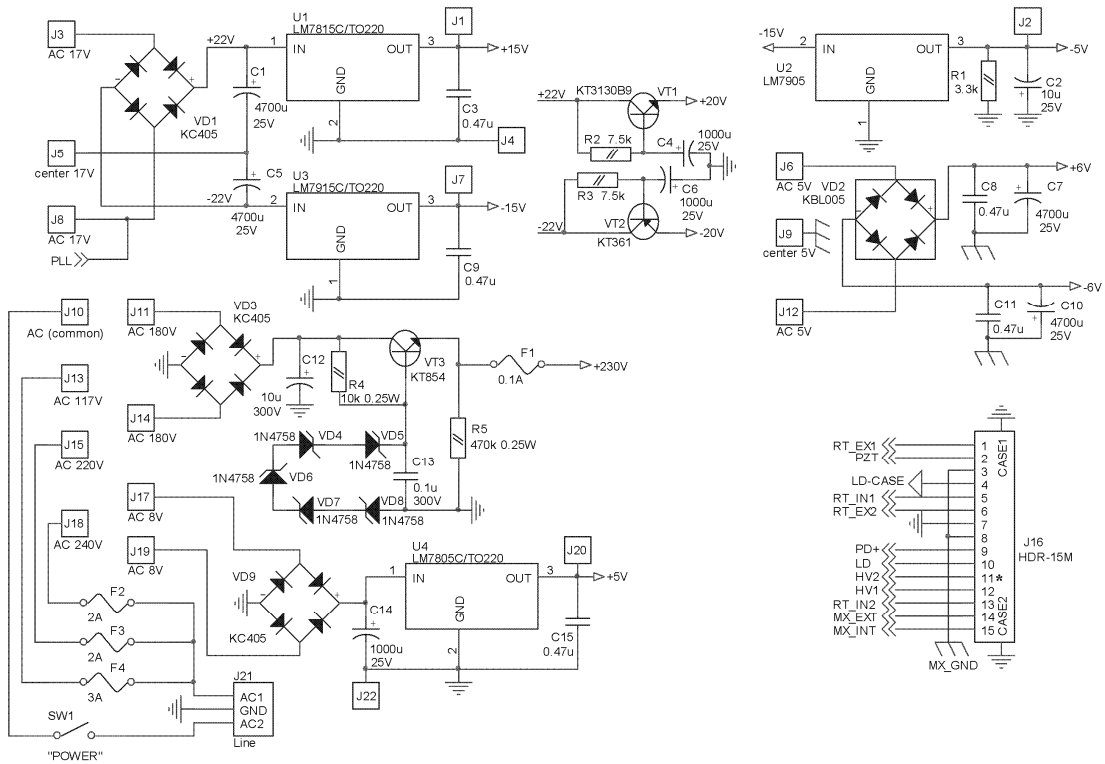 J3
AC 17V
-
+
VD1
KC405
+22V
C1
+
4700u
25V
U1
LM7815C/TO220
1
IN
OUT
3
GND
2
J1
+15V
C3
0.47u
J4
J5
center 17V
C5
+
-22V
4700u
25V
J8
AC 17V
PLL
U3
LM7915C/TO220
2
IN
OUT
3
GND
1
J7
-15V
C9
0.47u
+22V
KT3130B9
VT1
+20V
R2 7.5k
C4
+
1000u
25V
R3 7.5k
+
C6
1000u
25V
VT2
-22V
KT361
-20V
-15V
2
IN
OUT
3
U2
LM7905
GND
1
J2
-5V
R1
3.3k
+
C2
10u
25V
J6
AC 5V
VD2
KBL005
-
+
J9
center 5V
J12
AC 5V
+6V
C8
0.47u
+
C7
4700u
25V
-6V
C11
0.47u
+
C10
4700u
25V
J10
AC (common)
J11
AC 180V
VD3
KC405
-
+
J13
AC 117V
J14
AC 180V
C12
+
10u
300V
R4
10k 0.25W
VT3
KT854
F1
0.1A
+230V
R5
470k 0.25W
J15
AC 220V
1N4758
VD4
VD5
1N4758
1N4758
VD6
VD7
1N4758
VD8
1N4758
C13
0.1u
300V
J17
AC 8V
J18
AC 240V
J19
AC 8V
VD9
-
+
KC405
C14
+
1000u
25V
J22
U4
LM7805C/TO220
1
IN
OUT
3
GND
2
J20
+5V
C15
0.47u
F2
2A
F3
2A
F4
3A
J21
AC1
GND
AC2
Line
SW1
"POWER"
RT_EX1
PZT
LD-CASE
RT_IN1
RT_EX2
PD+
LD
HV2
HV1
RT_IN2
MX_EXT
MX_INT
MX_GND
1
2
3
4
5
6
7
8
9
10
11*
12
13
14
15
CASE1
CASE2
J16
HDR-15M